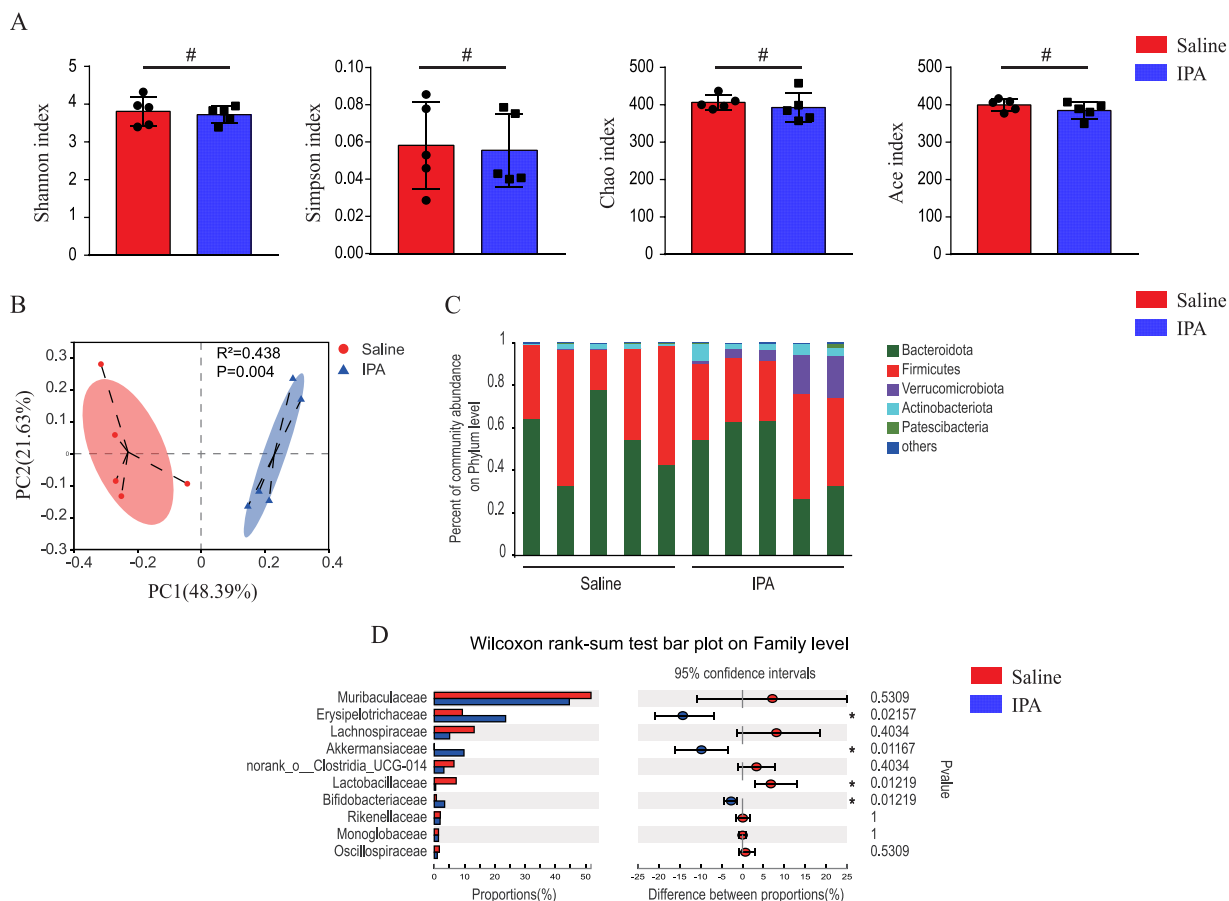 A
#
#
#
#
Saline
IPA
Shannon index
5
4
3
2
1
0
Simpson index
0.10
0.08
0.06
0.04
0.02
0.00
Chao index
500
400
300
200
100
0
Ace index
500
400
300
200
100
0
B
R²=0.438
P=0.004
Saline
IPA
PC2(21.63%)
0.3
0.2
0.1
0
-0.1
-0.2
-0.3
-0.4 -0.2 0 0.2 0.4
PC1(48.39%)
C
Saline
IPA
Percent of community abundance
on Phylum level
1
0.8
0.6
0.4
0.2
0
Saline
IPA
Bacteroidota
Firmicutes
Verrucomicrobiota
Actinobacteriota
Patescibacteria
others
D
Wilcoxon rank-sum test bar plot on Family level
95% confidence intervals
Saline
IPA
Muribaculaceae 0.5309
Erysipelotrichaceae * 0.02157
Lachnospiraceae 0.4034
Akkermansiaceae * 0.01167
norank_o__Clostridia_UCG-014 0.4034
Lactobacillaceae * 0.01219
Bifidobacteriaceae * 0.01219
Rikenellaceae 1
Monoglobaceae 1
Oscillospiraceae 0.5309
Pvalue
0 10 20 30 40 50
Proportions(%)
-25 -20 -15 -10 -5 0 5 10 15 20 25
Difference between proportions(%)